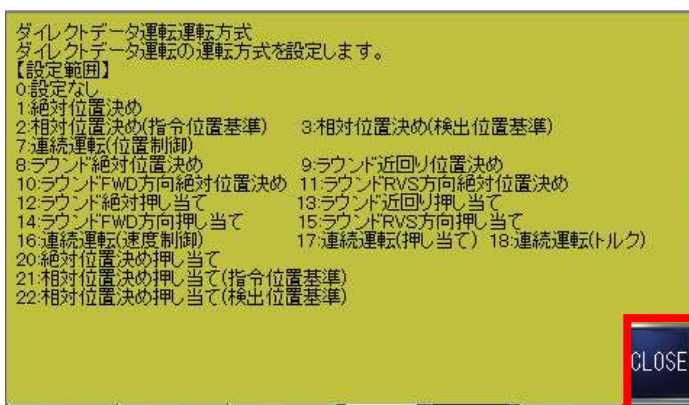 ダイレクトデータ運転運転方式
ダイレクトデータ運転の運転方式を設定します。
【設定範囲】
0:設定なし
1:絶対位置決め
2:相対位置決め(指令位置基準) 3:相対位置決め(検出位置基準)
7:連続運転(位置制御)
8:ラウンド絶対位置決め 9:ラウンド近回り位置決め
10:ラウンドFWD方向絶対位置決め 11:ラウンドRVS方向絶対位置決め
12:ラウンド絶対押し当て 13:ラウンド近回り押し当て
14:ラウンドFWD方向押し当て 15:ラウンドRVS方向押し当て
16:連続運転(速度制御) 17:連続運転(押し当て) 18:連続運転(トルク)
20:絶対位置決め押し当て
21:相対位置決め押し当て(指令位置基準)
22:相対位置決め押し当て(検出位置基準)
CLOSE